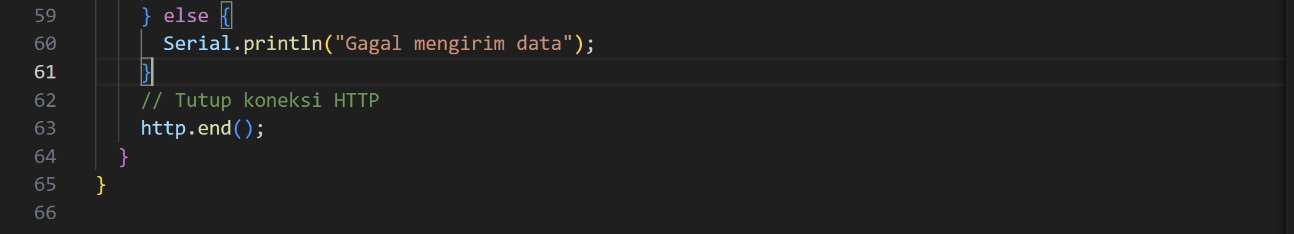 59 } else {
60 Serial.println("Gagal mengirim data");
61 }
62 // Tutup koneksi HTTP
63 http.end();
64 }
65 }
66